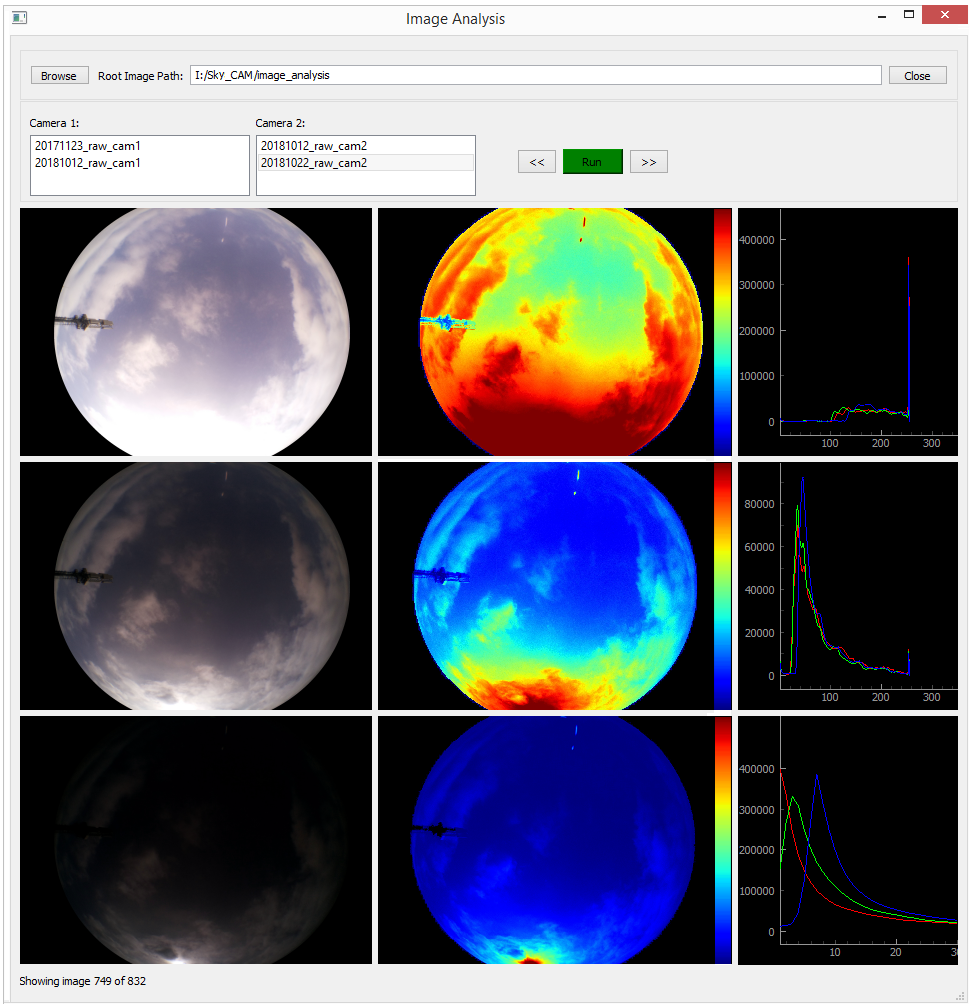 Image Analysis
Browse Root Image Path: I:/Sky_CAM/image_analysis Close
Camera 1: Camera 2:
20171123_raw_cam1 20181012_raw_cam2
20181012_raw_cam1 20181022_raw_cam2
<< Run >>
400000
300000
200000
100000
0
100 200 300
80000
60000
40000
20000
0
100 200 300
400000
300000
200000
100000
0
10 20 30
Showing image 749 of 832